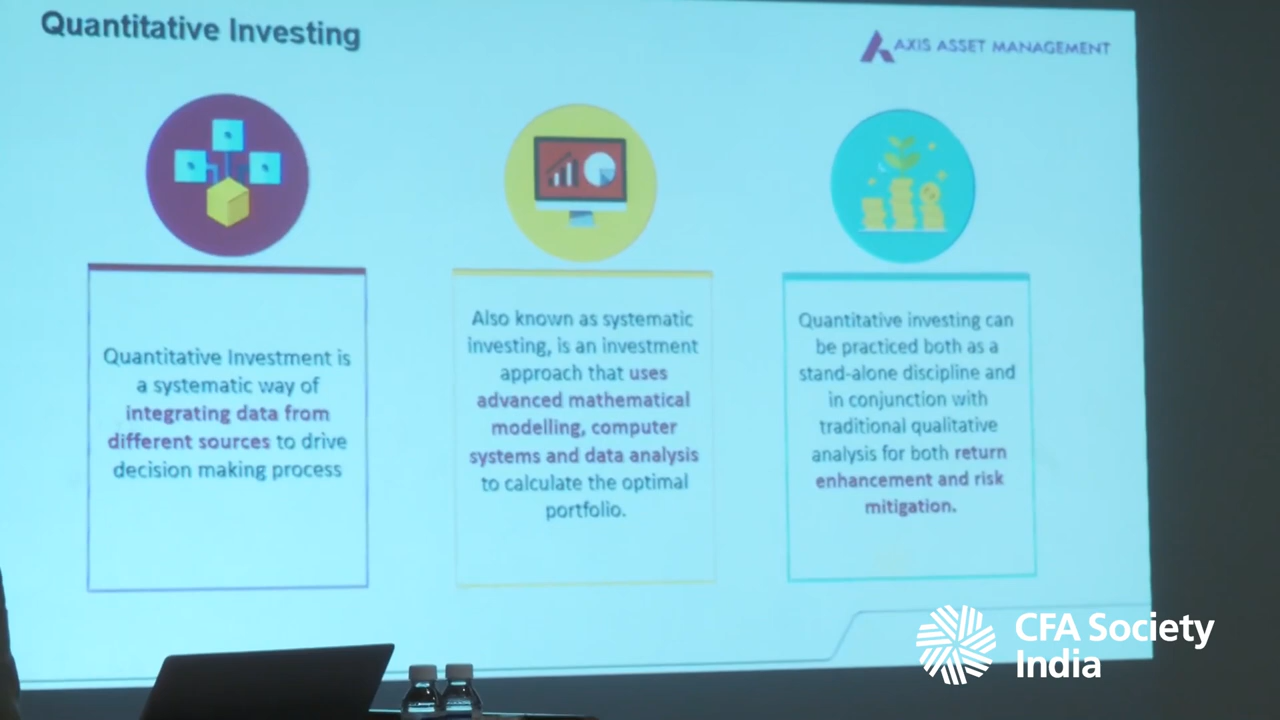 Quantitative Investing
AXIS ASSET MANAGEMENT
Quantitative Investment is
a systematic way of
integrating data from
different sources to drive
decision making process
Also known as systematic
investing, is an investment
approach that uses
advanced mathematical
modelling, computer
systems and data analysis
to calculate the optimal
portfolio.
Quantitative investing can
be practiced both as a
stand-alone discipline and
in conjunction with
traditional qualitative
analysis for both return
enhancement and risk
mitigation.
CFA Society
India